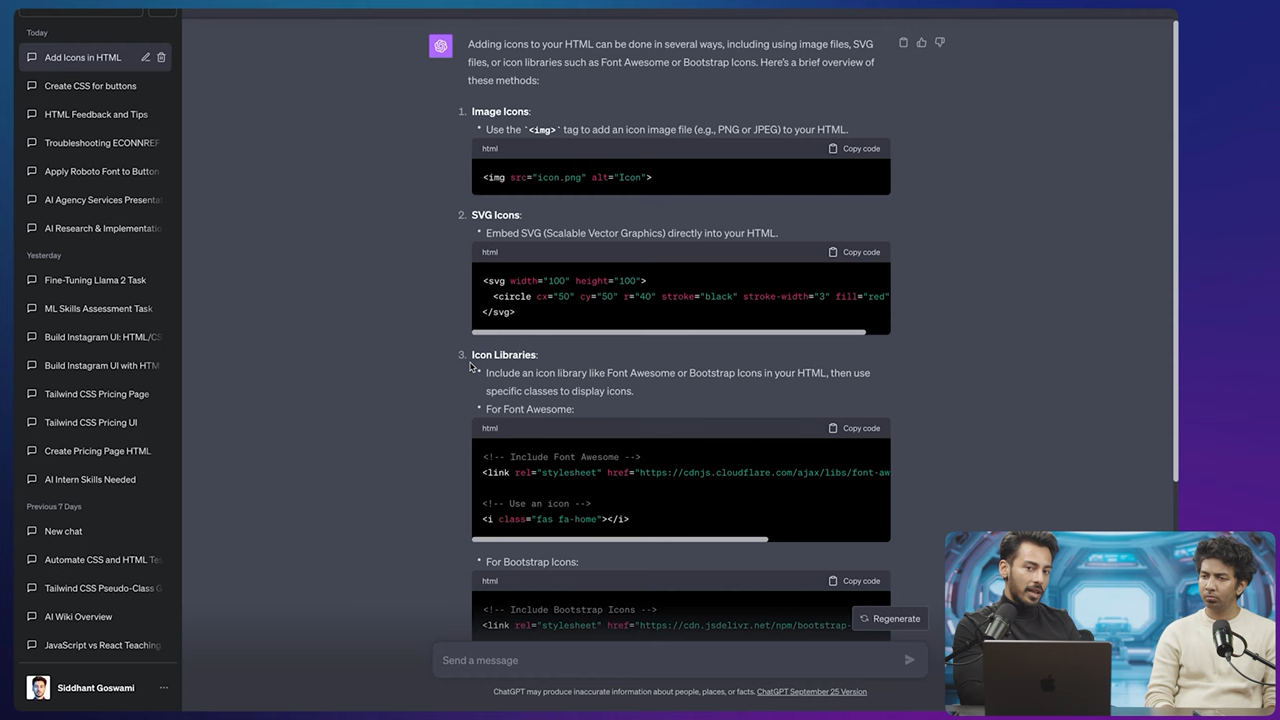 Today
Add Icons in HTML
Create CSS for buttons
HTML Feedback and Tips
Troubleshooting ECONNREF
Apply Roboto Font to Button
AI Agency Services Presenta
AI Research & Implementatio
Yesterday
Fine-Tuning Llama 2 Task
ML Skills Assessment Task
Build Instagram UI: HTML/CS
Build Instagram UI with HTM
Tailwind CSS Pricing Page
Tailwind CSS Pricing UI
Create Pricing Page HTML
AI Intern Skills Needed
Previous 7 Days
New chat
Automate CSS and HTML Te
Tailwind CSS Pseudo-Class G
AI Wiki Overview
JavaScript vs React Teaching
Siddhant Goswami
Adding icons to your HTML can be done in several ways, including using image files, SVG
files, or icon libraries such as Font Awesome or Bootstrap Icons. Here's a brief overview of
these methods:
1. Image Icons:
• Use the `<img>` tag to add an icon image file (e.g., PNG or JPEG) to your HTML.
html Copy code
<img src="icon.png" alt="Icon">
2. SVG Icons:
• Embed SVG (Scalable Vector Graphics) directly into your HTML.
html Copy code
<svg width="100" height="100">
<circle cx="50" cy="50" r="40" stroke="black" stroke-width="3" fill="red"
</svg>
3. Icon Libraries:
• Include an icon library like Font Awesome or Bootstrap Icons in your HTML, then use
specific classes to display icons.
• For Font Awesome:
html Copy code
<!-- Include Font Awesome -->
<link rel="stylesheet" href="https://cdnjs.cloudflare.com/ajax/libs/font-aw
<!-- Use an icon -->
<i class="fas fa-home"></i>
• For Bootstrap Icons:
html Copy code
<!-- Include Bootstrap Icons -->
<link rel="stylesheet" href="https://cdn.jsdelivr.net/npm/bootstrap-
Regenerate
Send a message
ChatGPT may produce inaccurate information about people, places, or facts. ChatGPT September 25 Version